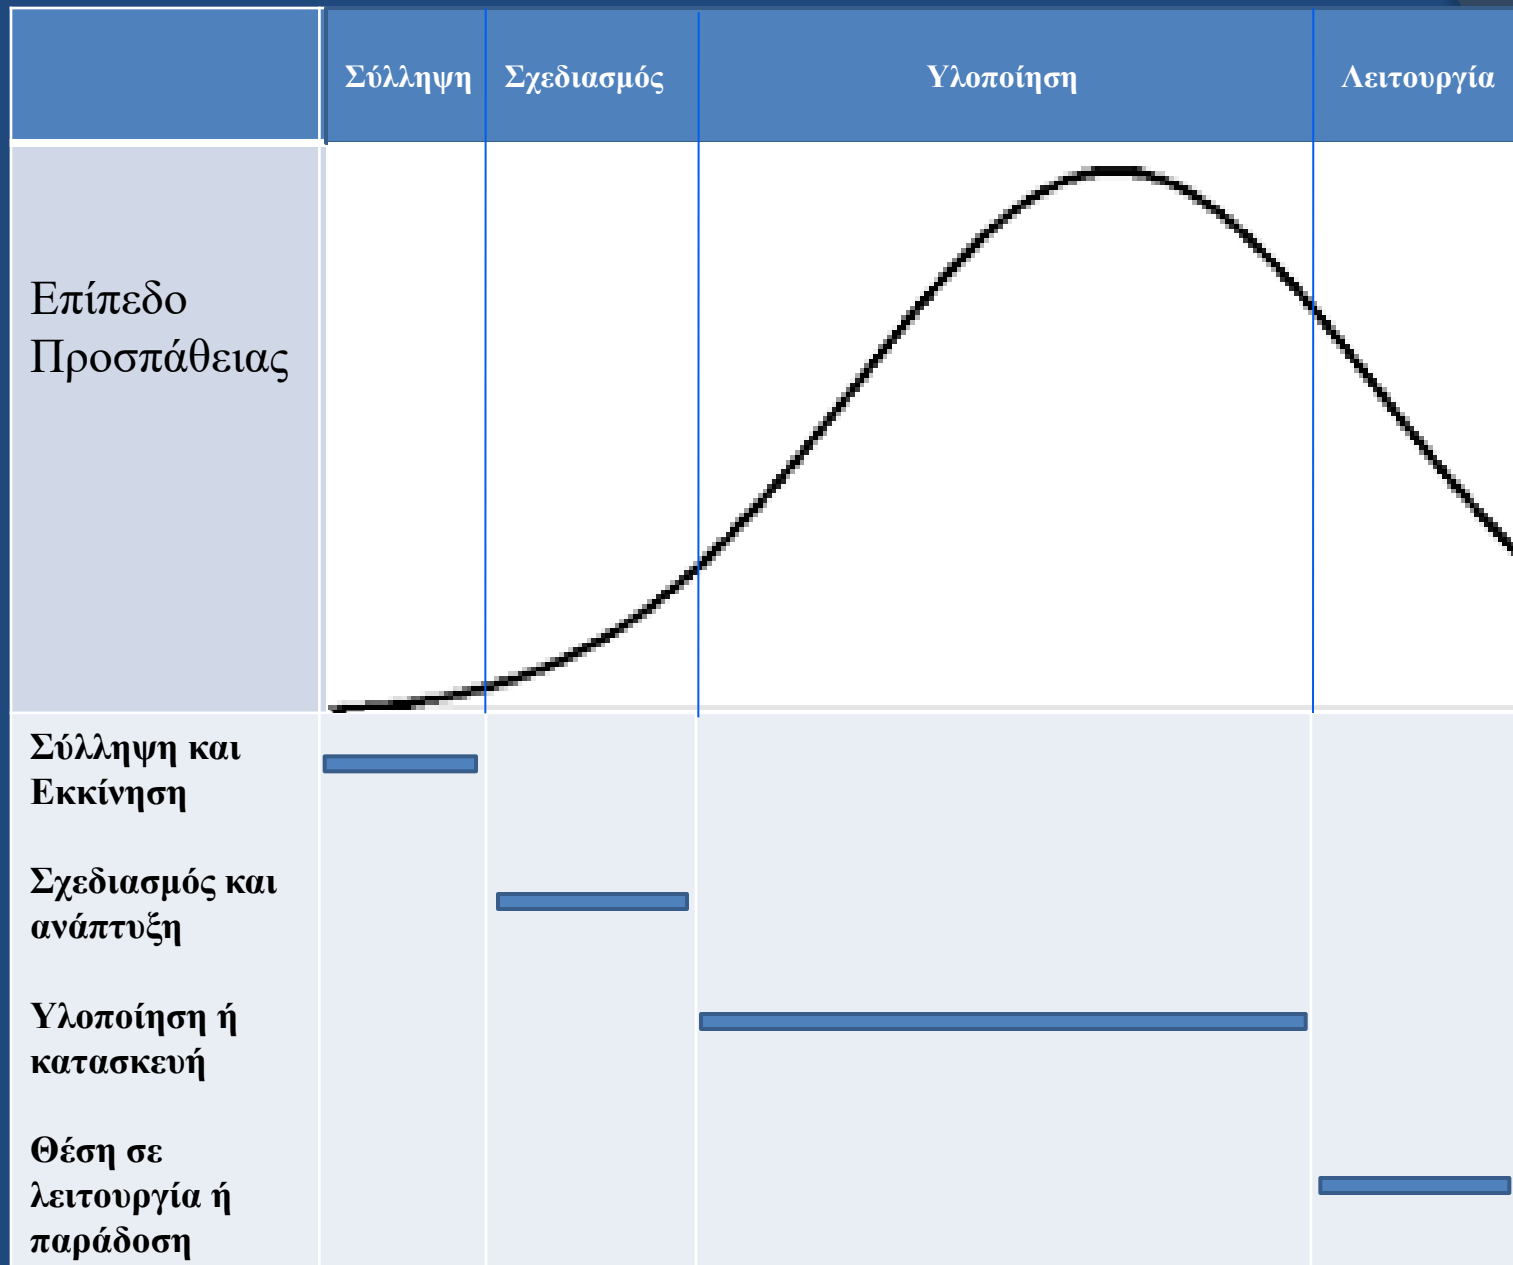 Σύλληψη
Σχεδιασμός
Υλοποίηση
Λειτουργία
Επίπεδο
Προσπάθειας
Σύλληψη και
Εκκίνηση
Σχεδιασμός και
ανάπτυξη
Υλοποίηση ή
κατασκευή
Θέση σε
λειτουργία ή
παράδοση